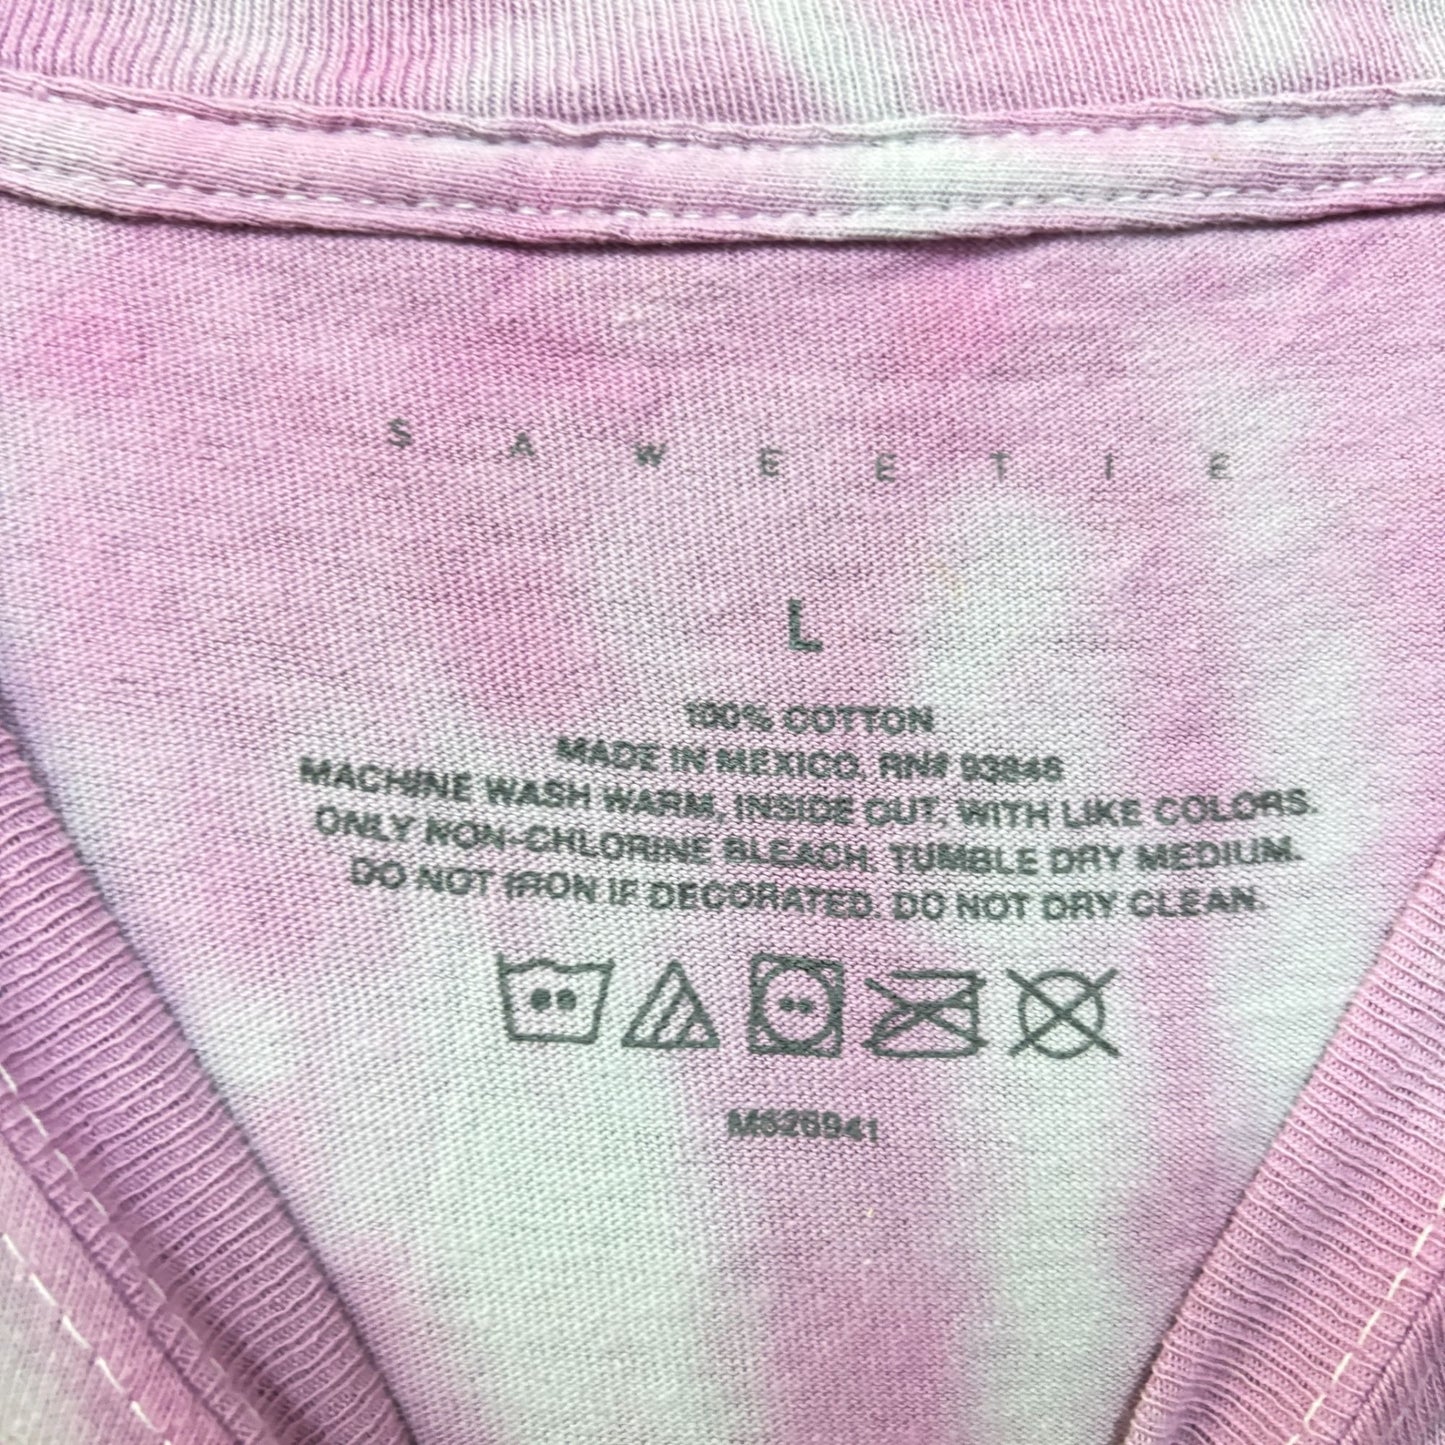 SAWEETIE
L
100% COTTON
MADE IN MEXICO. RN# 93846
MACHINE WASH WARM, INSIDE OUT, WITH LIKE COLORS.
ONLY NON-CHLORINE BLEACH. TUMBLE DRY MEDIUM.
DO NOT IRON IF DECORATED. DO NOT DRY CLEAN.
M626941